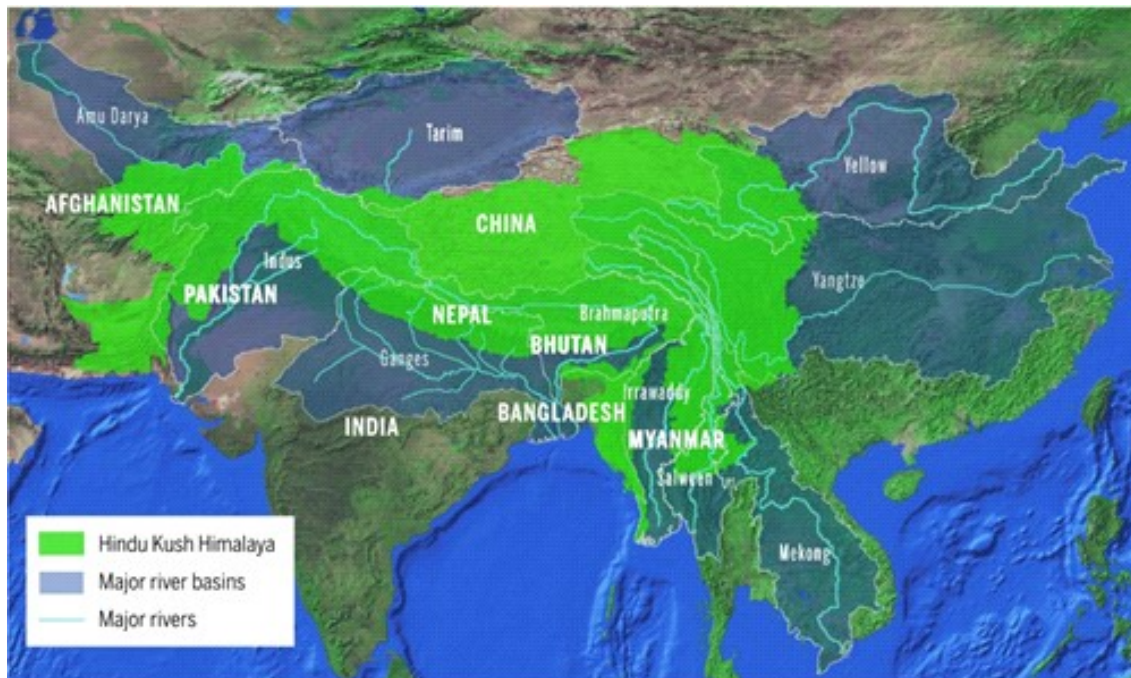 Amu Darya
Tarim
Yellow
AFGHANISTAN
CHINA
Indus
PAKISTAN
Yangtze
NEPAL
Brahmaputra
BHUTAN
Ganges
Irrawaddy
BANGLADESH
INDIA
MYANMAR
Salween
Mekong
Hindu Kush Himalaya
Major river basins
Major rivers